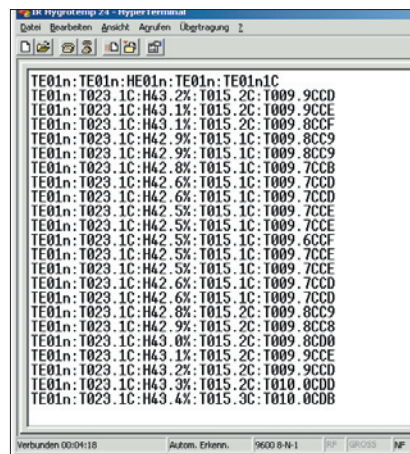 IR Hygrotemp 24 - HyperTerminal
Datei Bearbeiten Ansicht Anrufen Übertragung ?
TE01n:TE01n:HE01n:TE01n:TE01n1C
TE01n:T023.1C:H43.2%:T015.2C:T009.9CCD
TE01n:T023.1C:H43.1%:T015.2C:T009.9CCE
TE01n:T023.1C:H43.1%:T015.2C:T009.8CCF
TE01n:T023.1C:H42.9%:T015.1C:T009.8CC9
TE01n:T023.1C:H42.9%:T015.1C:T009.8CC9
TE01n:T023.1C:H42.8%:T015.1C:T009.7CCB
TE01n:T023.1C:H42.6%:T015.1C:T009.7CCD
TE01n:T023.1C:H42.6%:T015.1C:T009.7CCD
TE01n:T023.1C:H42.5%:T015.1C:T009.7CCE
TE01n:T023.1C:H42.5%:T015.1C:T009.7CCE
TE01n:T023.1C:H42.5%:T015.1C:T009.6CCF
TE01n:T023.1C:H42.5%:T015.1C:T009.7CCE
TE01n:T023.1C:H42.5%:T015.1C:T009.7CCE
TE01n:T023.1C:H42.6%:T015.1C:T009.7CCD
TE01n:T023.1C:H42.6%:T015.1C:T009.7CCD
TE01n:T023.1C:H42.8%:T015.2C:T009.8CC9
TE01n:T023.1C:H42.9%:T015.2C:T009.8CC8
TE01n:T023.1C:H43.0%:T015.2C:T009.8CD0
TE01n:T023.1C:H43.1%:T015.2C:T009.9CCE
TE01n:T023.1C:H43.2%:T015.2C:T009.9CCD
TE01n:T023.1C:H43.3%:T015.2C:T010.0CDD
TE01n:T023.1C:H43.4%:T015.3C:T010.0CDB
Verbunden 00:04:18 Autom. Erkenn. 9600 8-N-1 RF GROSS NF